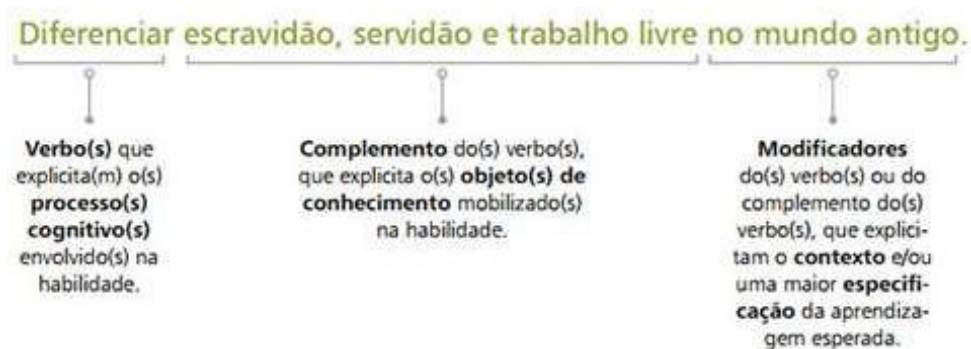 Diferenciar escravidão, servidão e trabalho livre no mundo antigo.
Verbo(s) que
explicita(m) o(s)
processo(s)
cognitivo(s)
envolvido(s) na
habilidade.
Complemento do(s) verbo(s),
que explicita o(s) objeto(s) de
conhecimento mobilizado(s)
na habilidade.
Modificadores
do(s) verbo(s) ou do
complemento do(s)
verbo(s), que explici-
tam o contexto e/ou
uma maior especifi-
cação da aprendiza-
gem esperada.